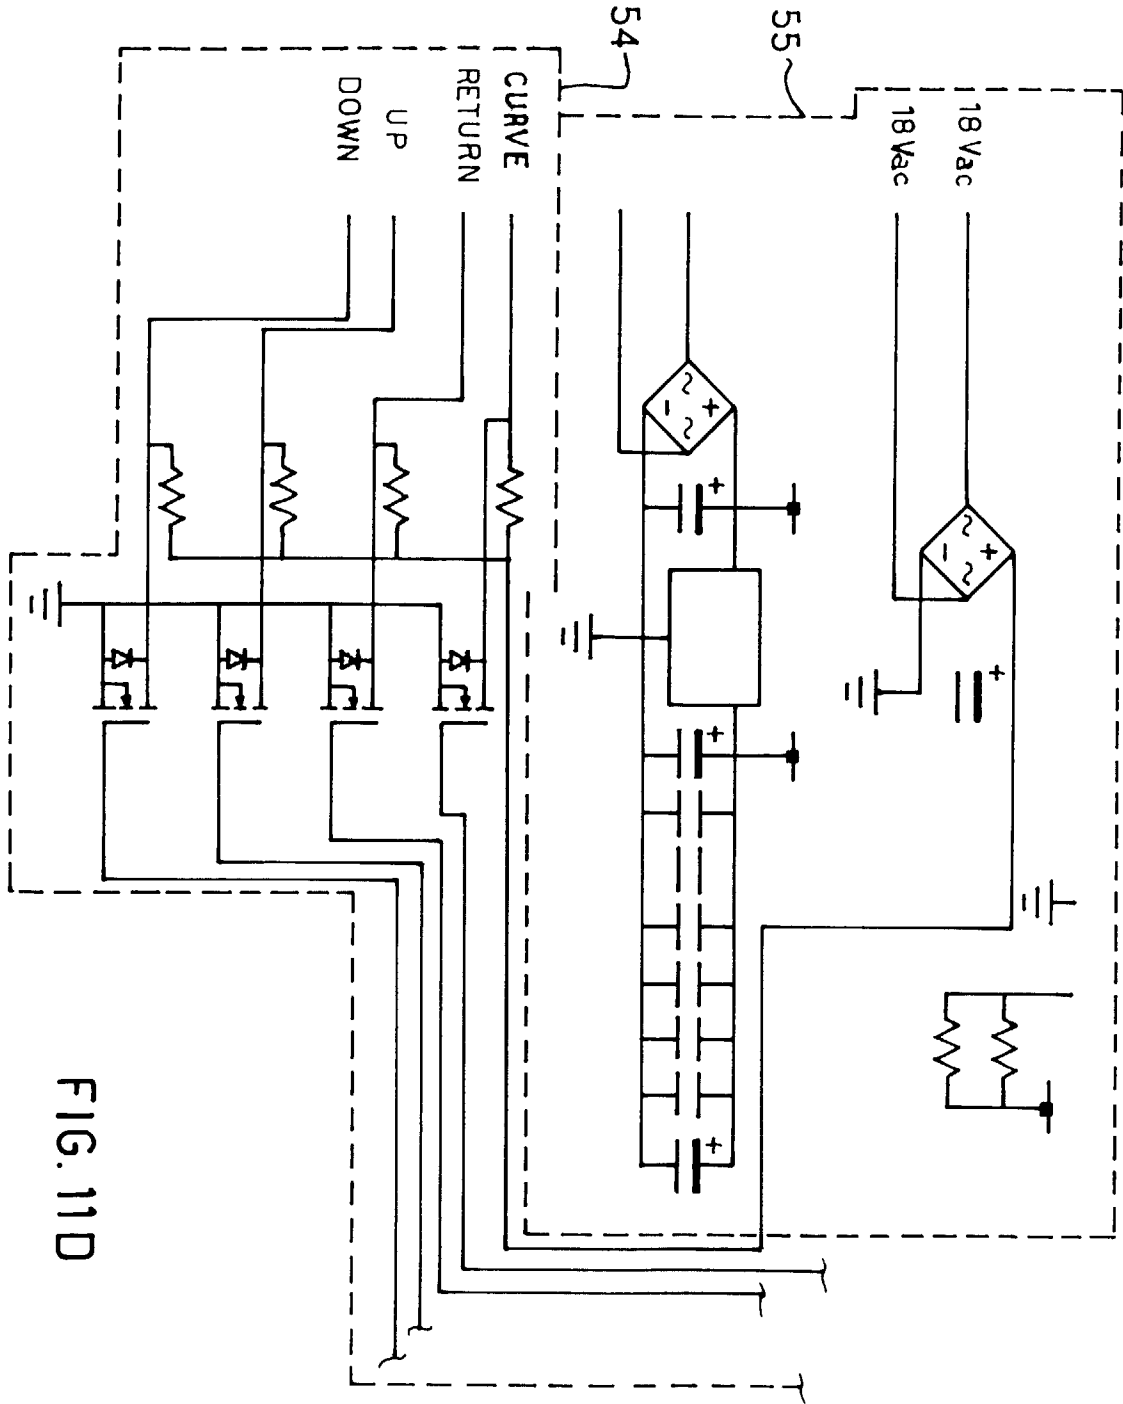 55
54
18 Vac
18 Vac
CURVE
RETURN
UP
DOWN
~
+
-
~
~
+
-
~
+
+
+
+
FIG. 11D